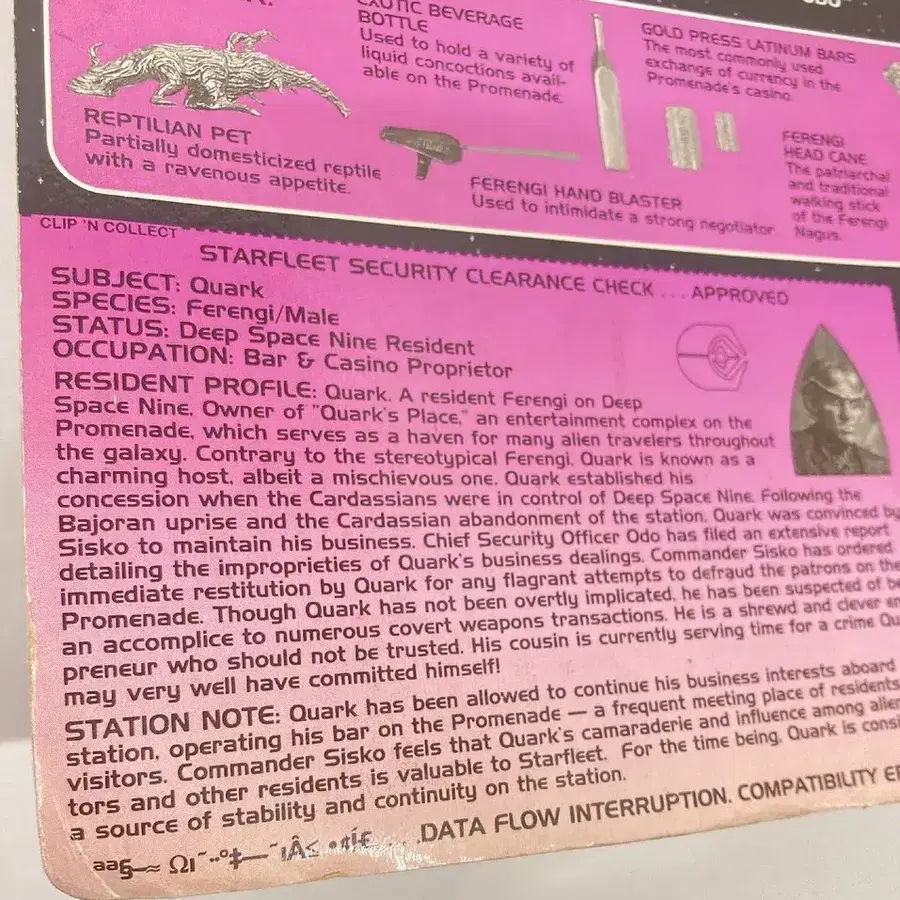 EXOTIC BEVERAGE
BOTTLE
Used to hold a variety of
liquid concoctions avail-
able on the Promenade.
GOLD PRESS LATINUM BARS
The most commonly used
exchange of currency in the
Promenade's casino.
REPTILIAN PET
Partially domesticized reptile
with a ravenous appetite.
FERENGI HAND BLASTER
Used to intimidate a strong negotiator
FERENGI
HEAD CANE
The patriarchal
and traditional
walking stick
of the Ferengi
Nagus.
CLIP 'N COLLECT
STARFLEET SECURITY CLEARANCE CHECK ... APPROVED
SUBJECT: Quark
SPECIES: Ferengi/Male
STATUS: Deep Space Nine Resident
OCCUPATION: Bar & Casino Proprietor
RESIDENT PROFILE: Quark. A resident Ferengi on Deep
Space Nine. Owner of "Quark's Place," an entertainment complex on the
Promenade, which serves as a haven for many alien travelers throughout
the galaxy. Contrary to the stereotypical Ferengi, Quark is known as a
charming host, albeit a mischievous one. Quark established his
concession when the Cardassians were in control of Deep Space Nine. Following the
Bajoran uprise and the Cardassian abandonment of the station, Quark was convinced by
Sisko to maintain his business. Chief Security Officer Odo has filed an extensive report
detailing the improprieties of Quark's business dealings. Commander Sisko has ordered
immediate restitution by Quark for any flagrant attempts to defraud the patrons on the
Promenade. Though Quark has not been overtly implicated, he has been suspected of
an accomplice to numerous covert weapons transactions. He is a shrewd and clever
preneur who should not be trusted. His cousin is currently serving time for a crime
may very well have committed himself!
STATION NOTE: Quark has been allowed to continue his business interests aboard
station, operating his bar on the Promenade — a frequent meeting place of residents
visitors. Commander Sisko feels that Quark's camaraderie and influence among
tors and other residents is valuable to Starfleet. For the time being, Quark is
a source of stability and continuity on the station.
DATA FLOW INTERRUPTION. COMPATIBILITY